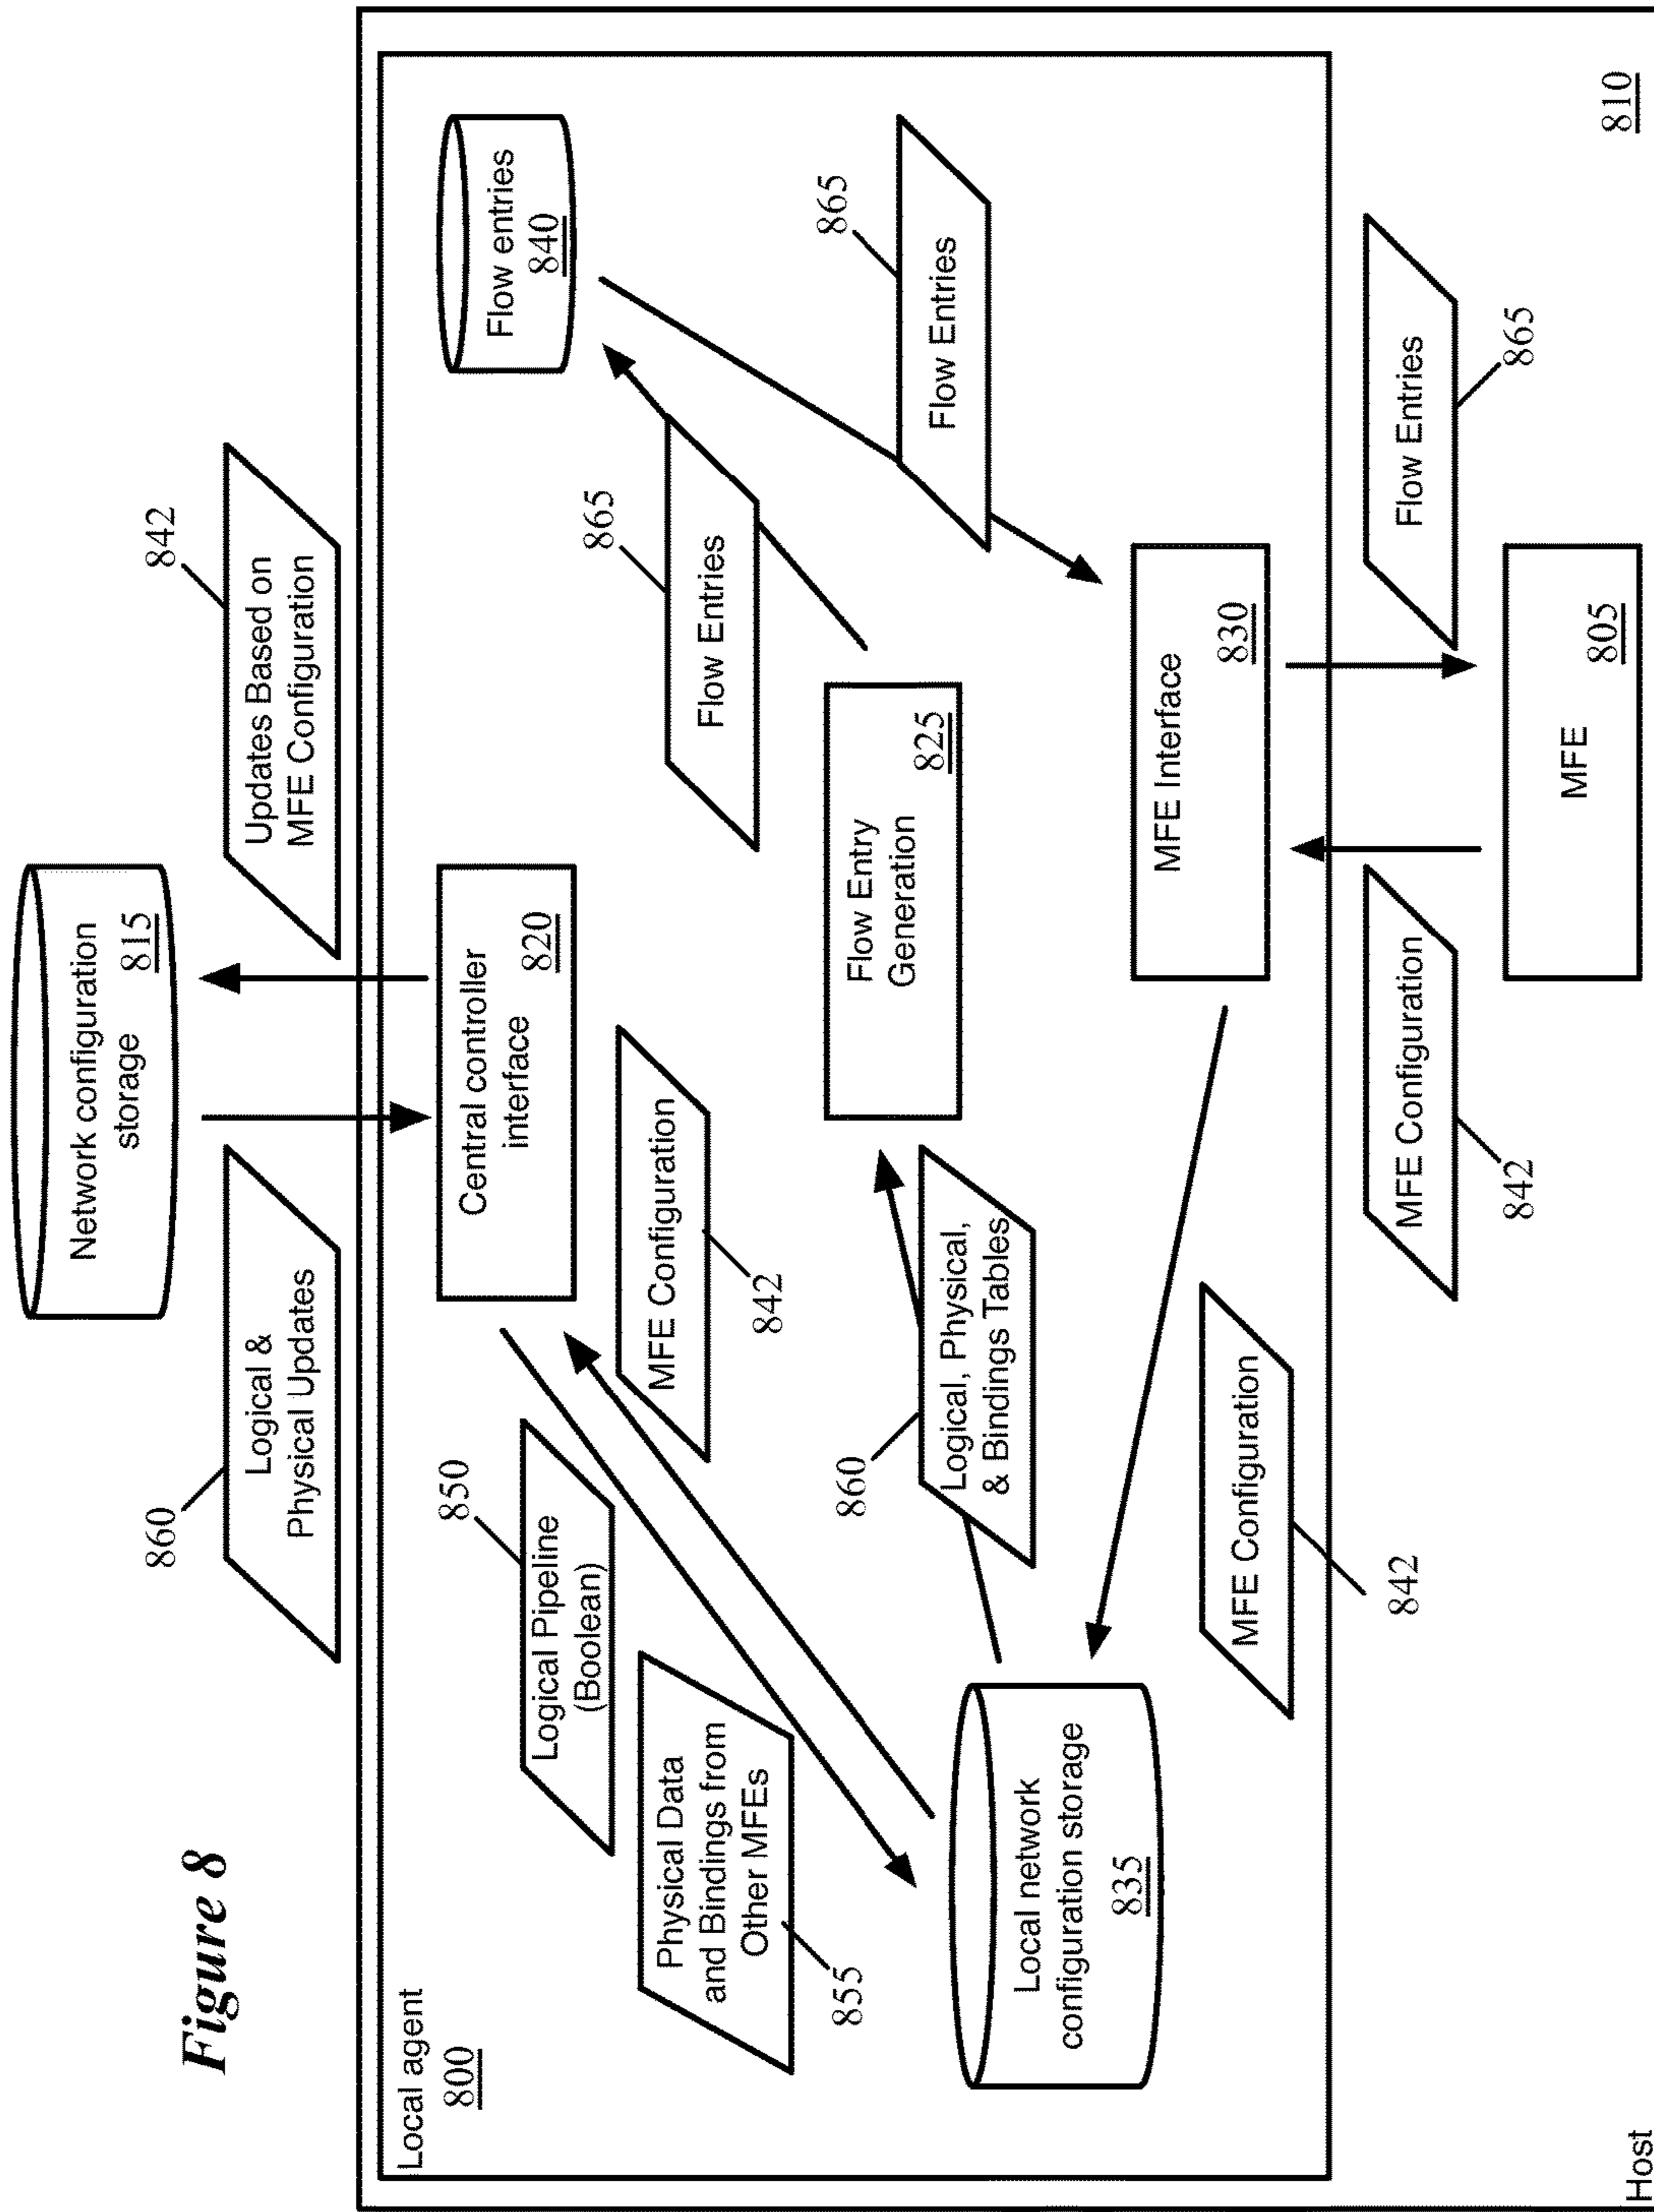 Figure 8
Network configuration
storage
815
860
Logical &
Physical Updates
842
Updates Based on
MFE Configuration
Local agent
800
Central controller
interface
820
Flow entries
840
850
Logical Pipeline
(Boolean)
MFE Configuration
842
Physical Data
and Bindings from
Other MFEs
855
865
Flow Entries
865
Flow Entries
860
Logical, Physical,
& Bindings Tables
Flow Entry
Generation
825
Local network
configuration storage
835
MFE Interface
830
MFE Configuration
842
MFE Configuration
842
Flow Entries
865
MFE
805
Host
810